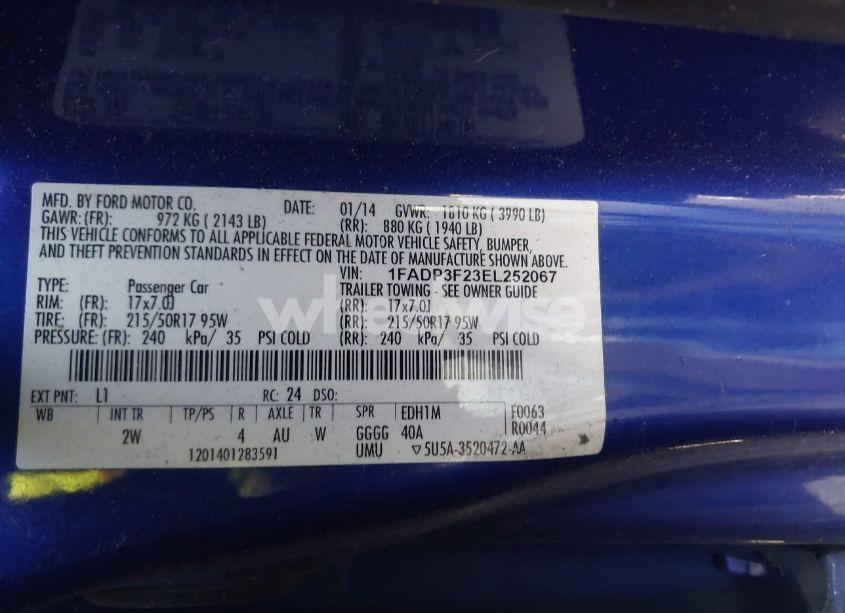 MFD. BY FORD MOTOR CO. DATE: 01/14 GVWR: 1810 KG ( 3990 LB)
GAWR: (FR): 972 KG ( 2143 LB) (RR): 880 KG ( 1940 LB)
THIS VEHICLE CONFORMS TO ALL APPLICABLE FEDERAL MOTOR VEHICLE SAFETY, BUMPER,
AND THEFT PREVENTION STANDARDS IN EFFECT ON THE DATE OF MANUFACTURE SHOWN ABOVE.
VIN: 1FADP3F23EL252067
TYPE: Passenger Car TRAILER TOWING - SEE OWNER GUIDE
RIM: (FR): 17x7.0J (RR): 17x7.0J
TIRE: (FR): 215/50R17 95W (RR): 215/50R17 95W
PRESSURE: (FR): 240 kPa/ 35 PSI COLD (RR): 240 kPa/ 35 PSI COLD
EXT PNT: L1 RC: 24 DSO:
WB INT TR TP/PS R AXLE TR SPR EDH1M F0063
2W 4 AU W GGGG 40A R0044
1201401283591 UMU ▽5U5A-3520472-AA
wheelwise